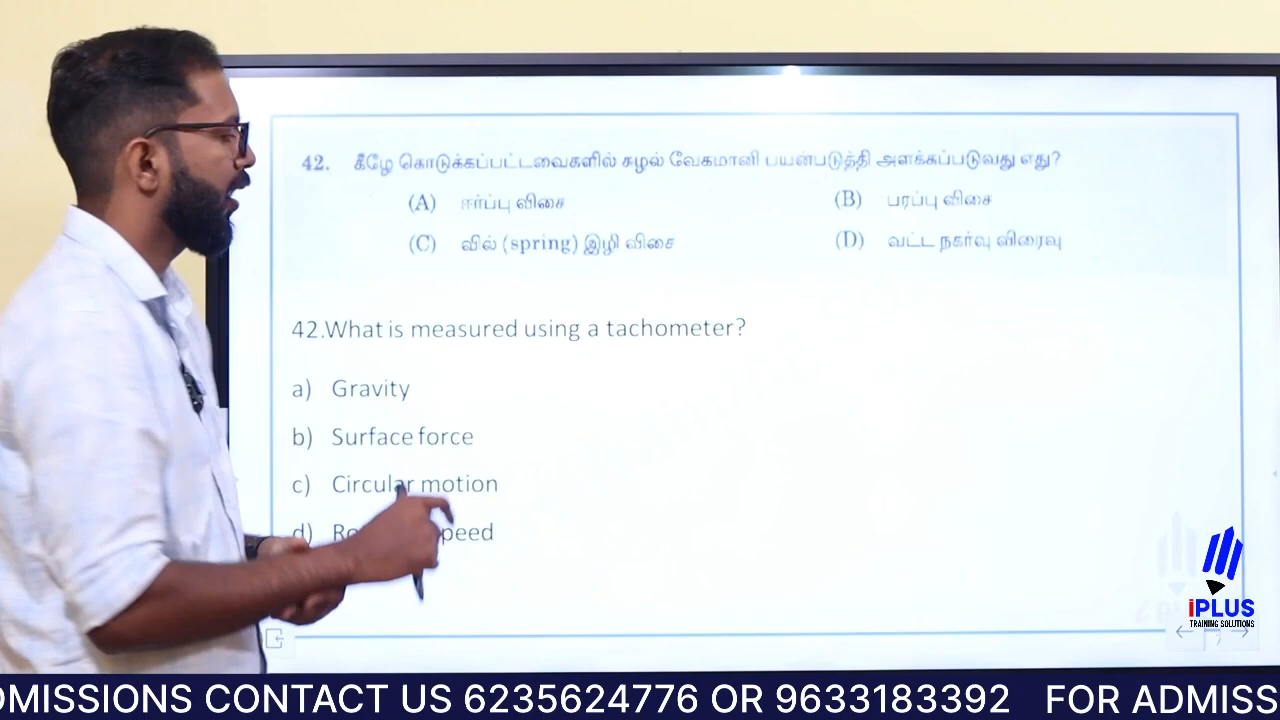 42. கீழே கொடுக்கப்பட்டவைகளில் சுழல் வேகமானி பயன்படுத்தி அளக்கப்படுவது எது?
(A) ஈர்ப்பு விசை (B) பரப்பு விசை
(C) வில் (spring) இழி விசை (D) வட்ட நகர்வு விரைவு
42.What is measured using a tachometer?
a) Gravity
b) Surface force
c) Circular motion
d)
iPLUS
TRAINING SOLUTIONS
CONTACT US 6235624776 OR 9633183392 FOR